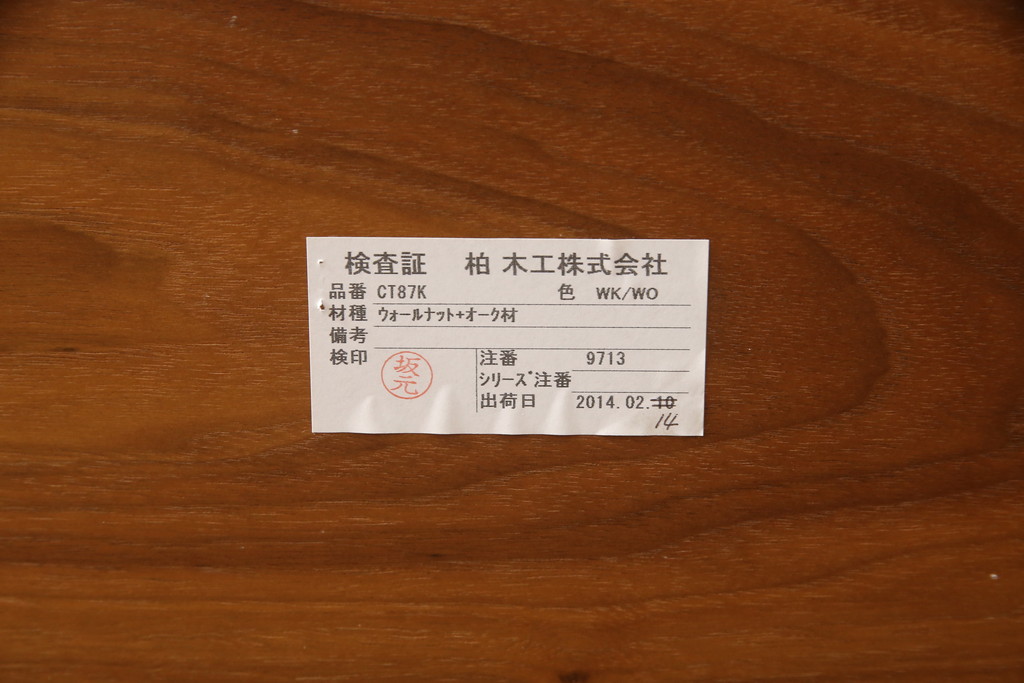 検査証 柏木工株式会社
品番 CT87K 色 WK/WO
材種 ウォールナット+オーク材
備考
検印 坂元
注番 9713
シリーズ注番
出荷日 2014.02.10
14